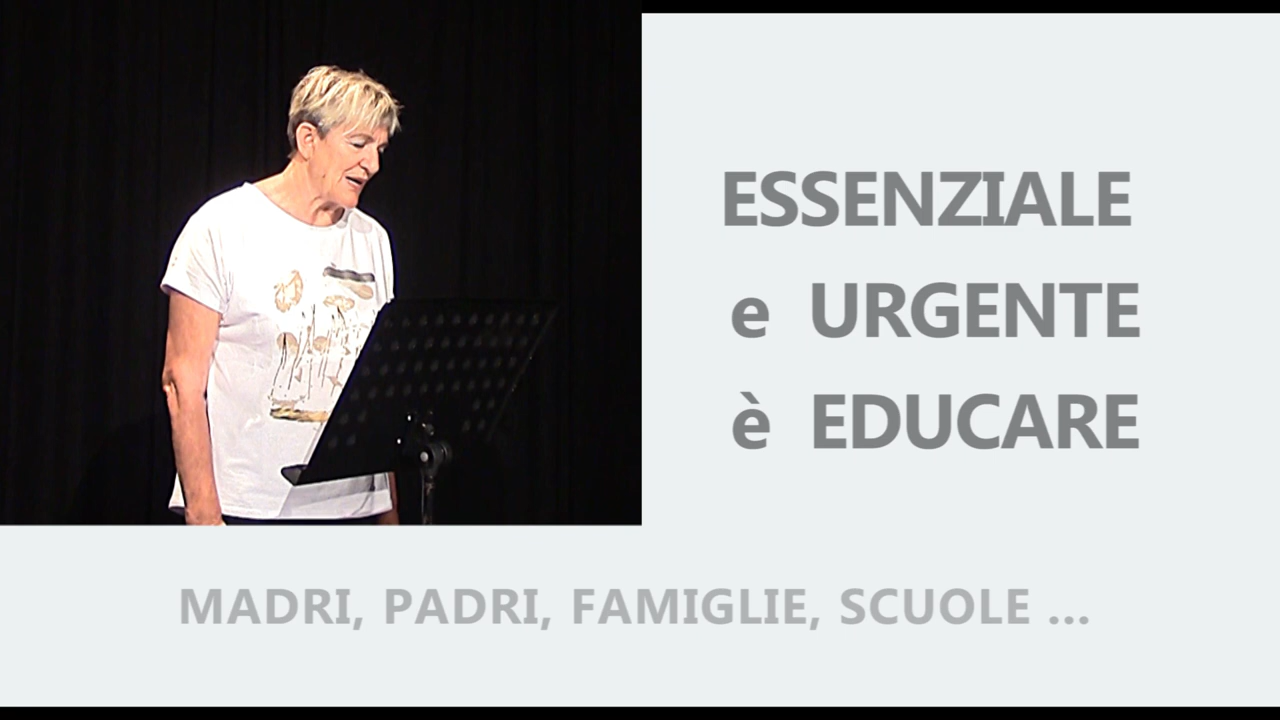 ESSENZIALE
e URGENTE
è EDUCARE
MADRI, PADRI, FAMIGLIE, SCUOLE ...